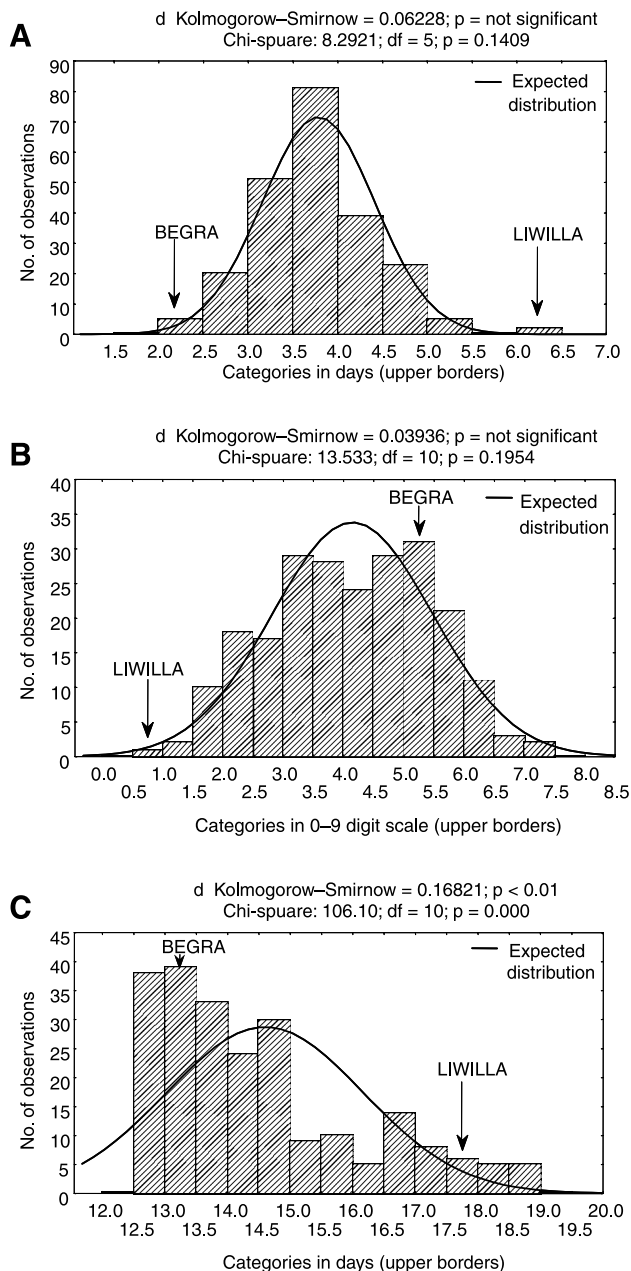 A
d Kolmogorow–Smirnow = 0.06228; p = not significant
Chi-spuare: 8.2921; df = 5; p = 0.1409
No. of observations
90
80
70
60
50
40
30
20
10
0
Expected
distribution
BEGRA
LIWILLA
1.5 2.0 2.5 3.0 3.5 4.0 4.5 5.0 5.5 6.0 6.5 7.0
Categories in days (upper borders)
B
d Kolmogorow–Smirnow = 0.03936; p = not significant
Chi-spuare: 13.533; df = 10; p = 0.1954
No. of observations
40
35
30
25
20
15
10
5
0
BEGRA
Expected
distribution
LIWILLA
0.0 1.0 2.0 3.0 4.0 5.0 6.0 7.0 8.5
0.5 1.5 2.5 3.5 4.5 5.5 6.5 7.5
Categories in 0–9 digit scale (upper borders)
C
d Kolmogorow–Smirnow = 0.16821; p < 0.01
Chi-spuare: 106.10; df = 10; p = 0.000
No. of observations
45
40
35
30
25
20
15
10
5
0
BEGRA
Expected
distribution
LIWILLA
12.0 13.0 14.0 15.0 16.0 17.0 18.0 19.0 20.0
12.5 13.5 14.5 15.5 16.5 17.5 18.5 19.5
Categories in days (upper borders)